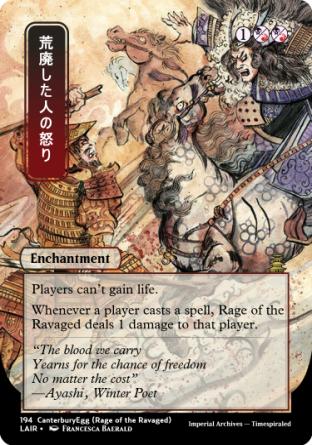 荒廃した人の怒り
1
Enchantment
Players can't gain life.
Whenever a player casts a spell, Rage of the
Ravaged deals 1 damage to that player.
"The blood we carry
Yearns for the chance of freedom
No matter the cost"
—Ayashi, Winter Poet
194 CanterburyEgg (Rage of the Ravaged)
LAIR • Francesca Baerald
Imperial Archives — Timespiraled